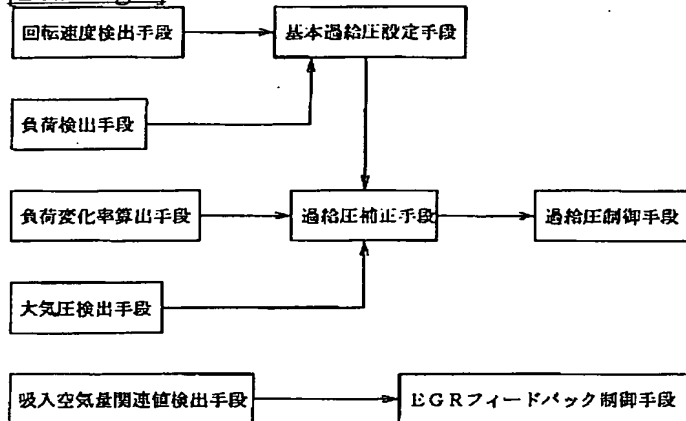 回転速度検出手段
基本過給圧設定手段
負荷検出手段
負荷変化率算出手段
過給圧補正手段
過給圧制御手段
大気圧検出手段
吸入空気量関連値検出手段
EGRフィードバック制御手段